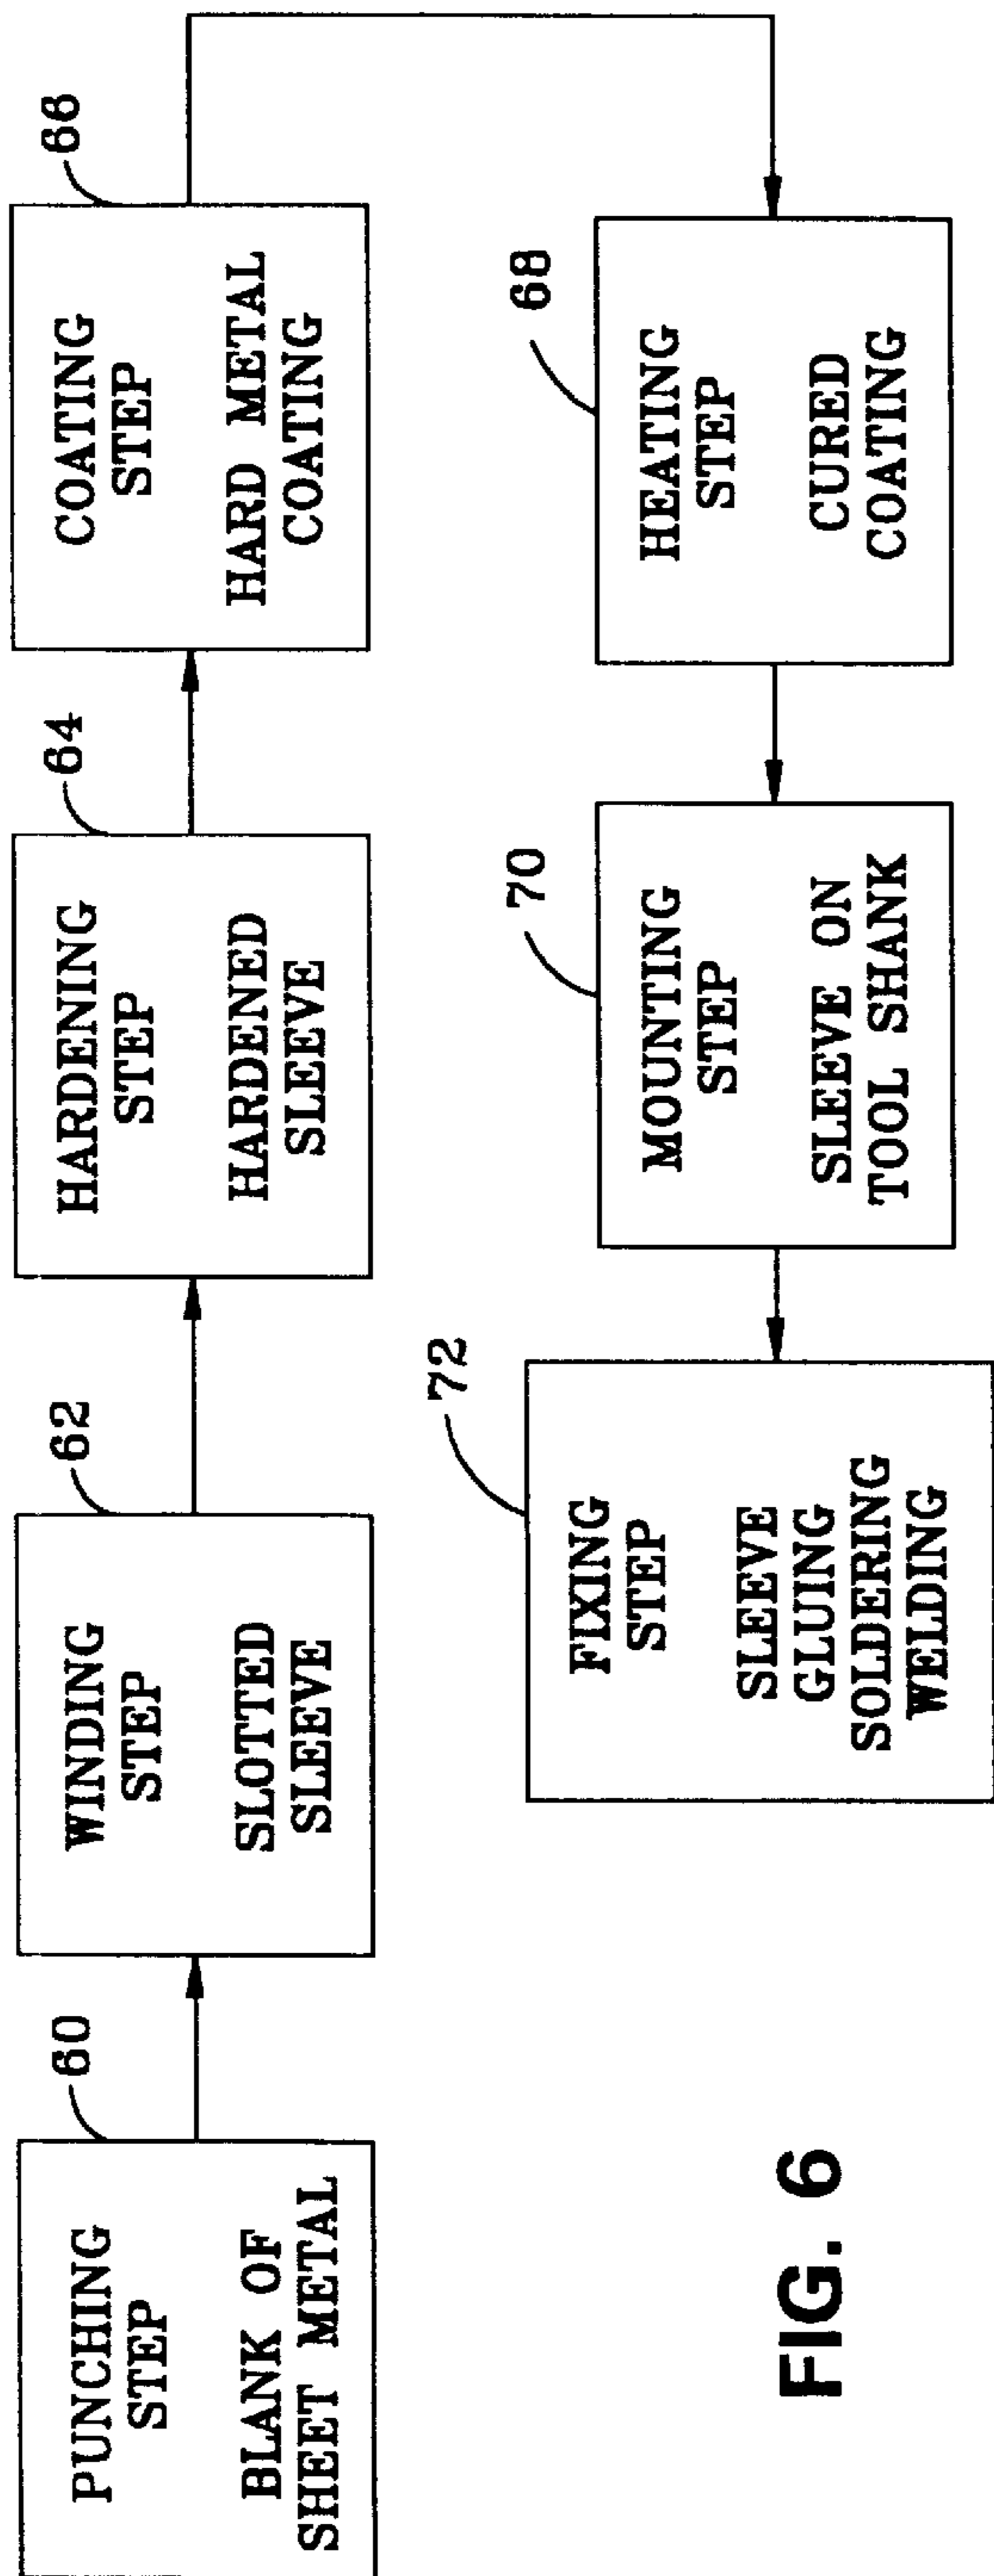 60
PUNCHING
STEP
BLANK OF
SHEET METAL
62
WINDING
STEP
SLOTTED
SLEEVE
64
HARDENING
STEP
HARDENED
SLEEVE
66
COATING
STEP
HARD METAL
COATING
68
HEATING
STEP
CURED
COATING
70
MOUNTING
STEP
SLEEVE ON
TOOL SHANK
72
FIXING
STEP
SLEEVE
GLUING
SOLDERING
WELDING
FIG. 6